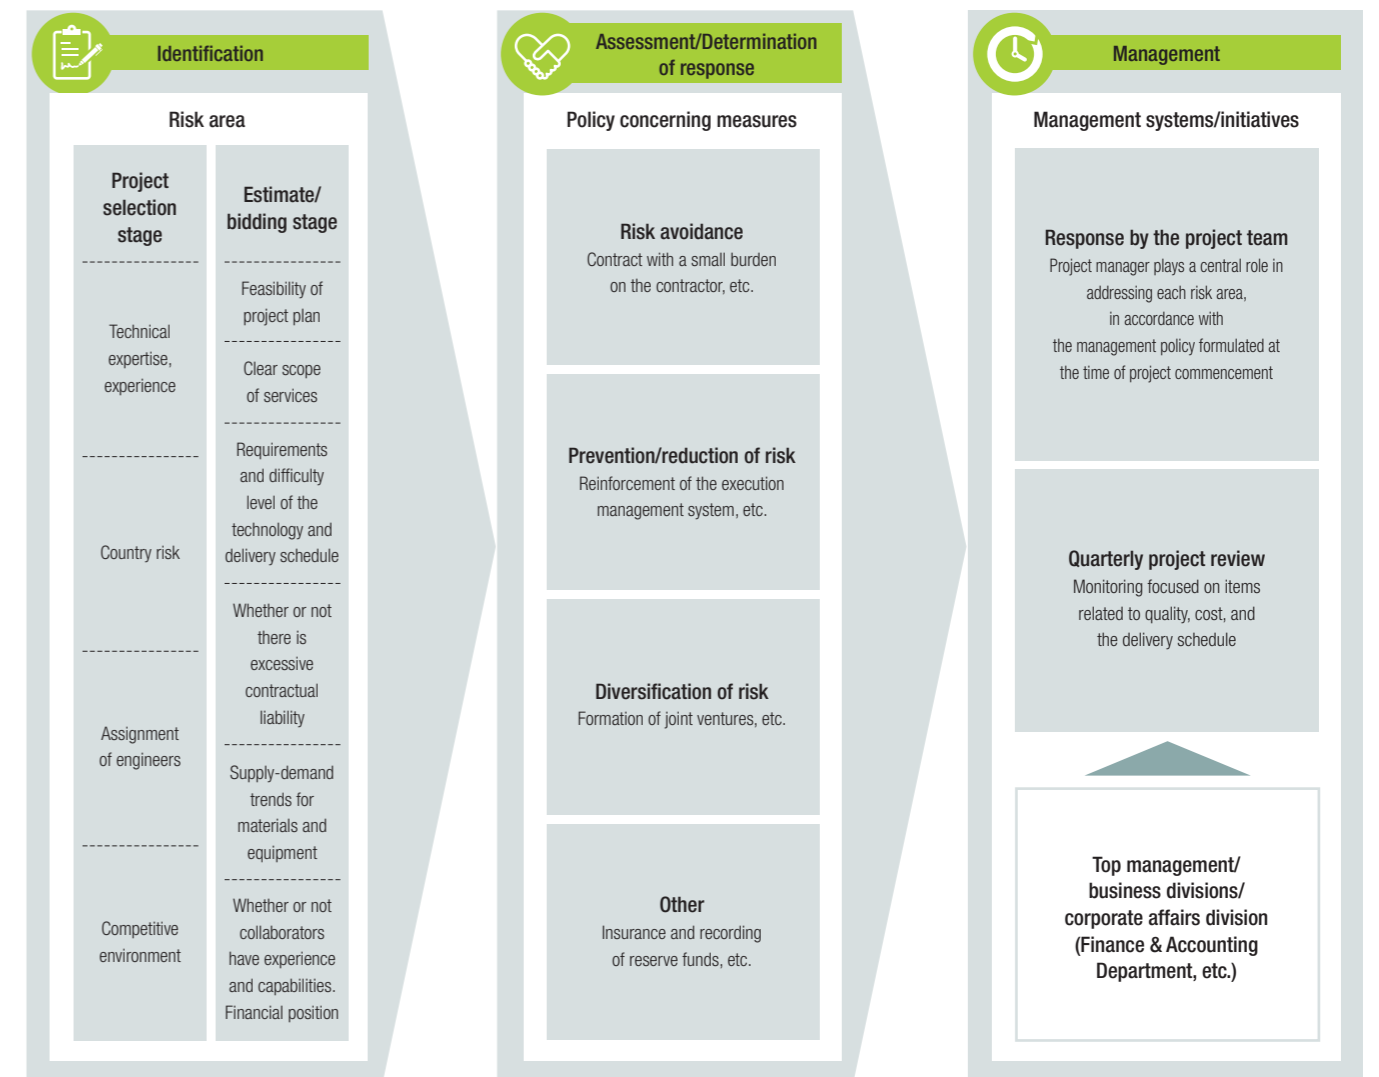 Identification
Risk area
Project
selection
stage
Technical
expertise,
experience
Country risk
Assignment
of engineers
Competitive
environment
Estimate/
bidding stage
Feasibility of
project plan
Clear scope
of services
Requirements
and difficulty
level of the
technology and
delivery schedule
Whether or not
there is
excessive
contractual
liability
Supply-demand
trends for
materials and
equipment
Whether or not
collaborators
have experience
and capabilities.
Financial position
Assessment/Determination
of response
Policy concerning measures
Risk avoidance
Contract with a small burden
on the contractor, etc.
Prevention/reduction of risk
Reinforcement of the execution
management system, etc.
Diversification of risk
Formation of joint ventures, etc.
Other
Insurance and recording
of reserve funds, etc.
Management
Management systems/initiatives
Response by the project team
Project manager plays a central role in
addressing each risk area,
in accordance with
the management policy formulated at
the time of project commencement
Quarterly project review
Monitoring focused on items
related to quality, cost, and
the delivery schedule
Top management/
business divisions/
corporate affairs division
(Finance & Accounting
Department, etc.)